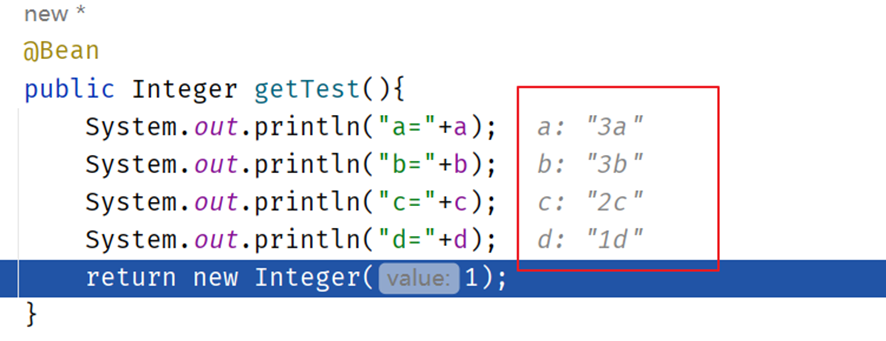 new *
@Bean
public Integer getTest(){
System.out.println("a="+a); a: "3a"
System.out.println("b="+b); b: "3b"
System.out.println("c="+c); c: "2c"
System.out.println("d="+d); d: "1d"
return new Integer( value: 1);
}